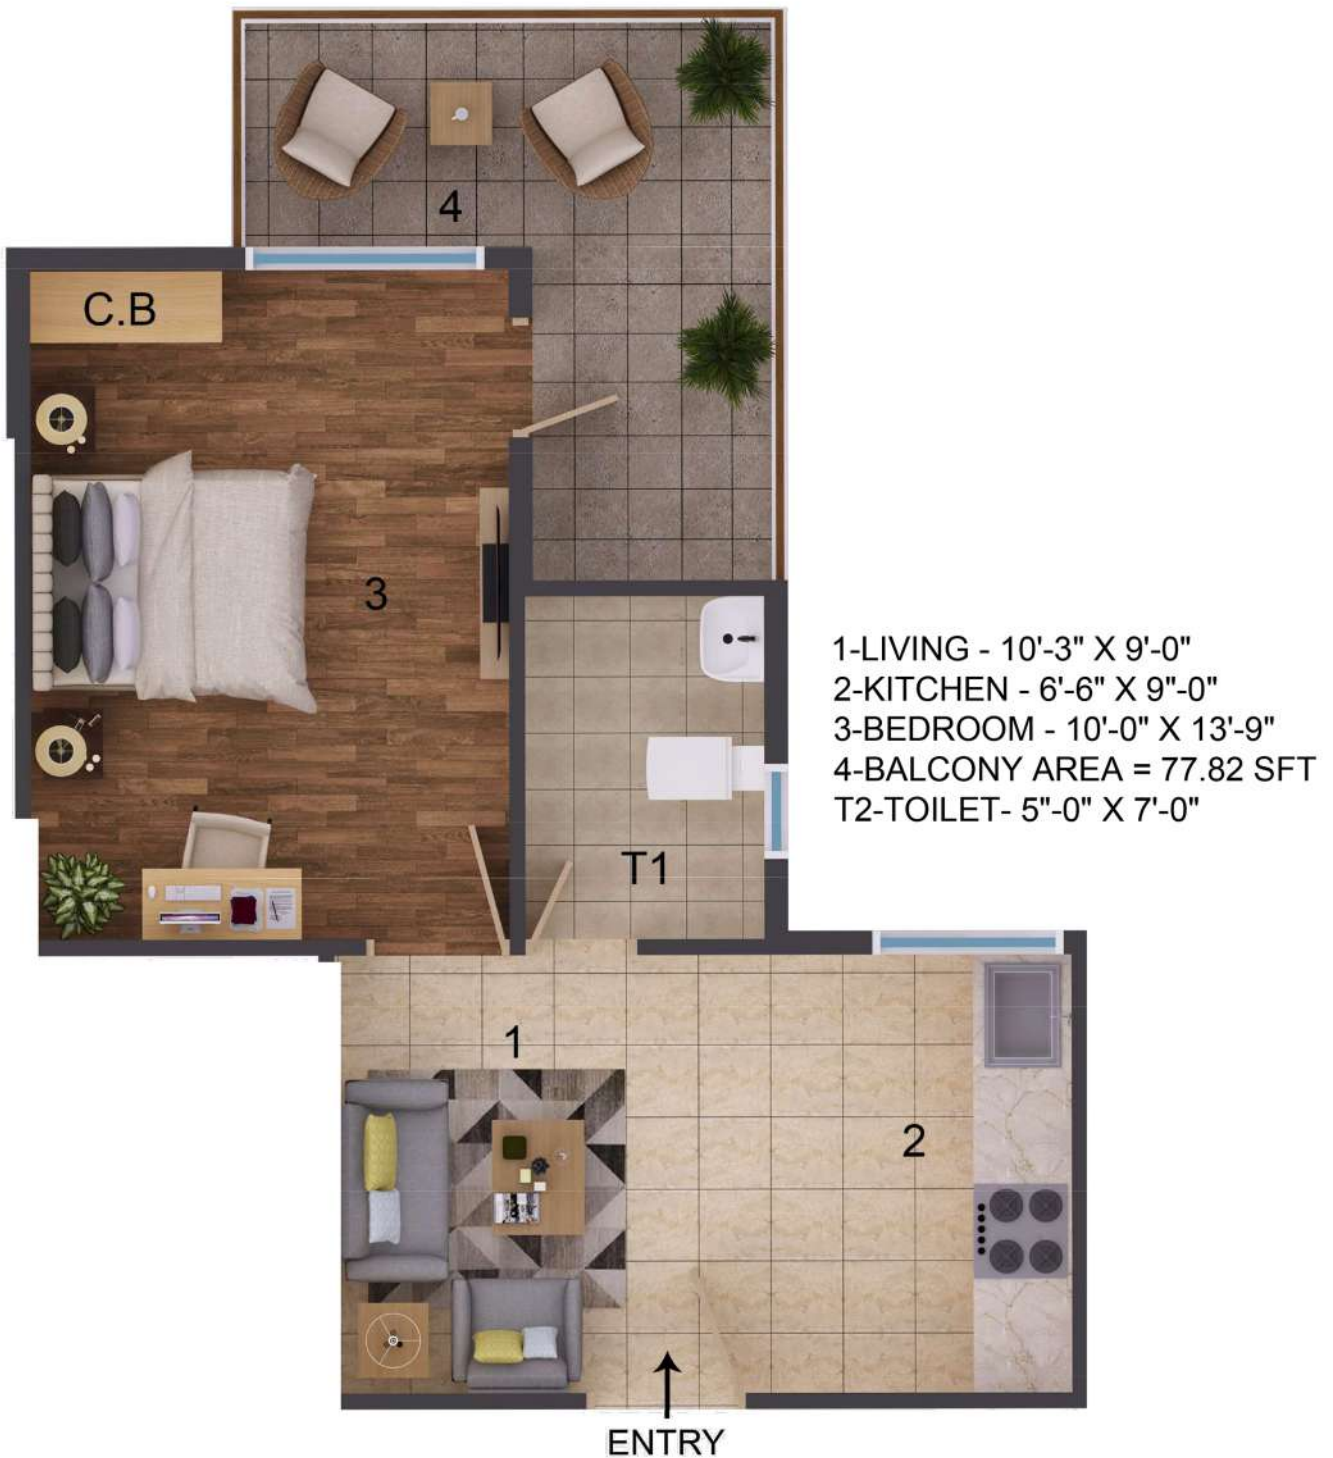 4
C.B
3
1-LIVING - 10'-3" X 9'-0"
2-KITCHEN - 6'-6" X 9"-0"
3-BEDROOM - 10'-0" X 13'-9"
4-BALCONY AREA = 77.82 SFT
T2-TOILET- 5"-0" X 7'-0"
T1
1
2
ENTRY